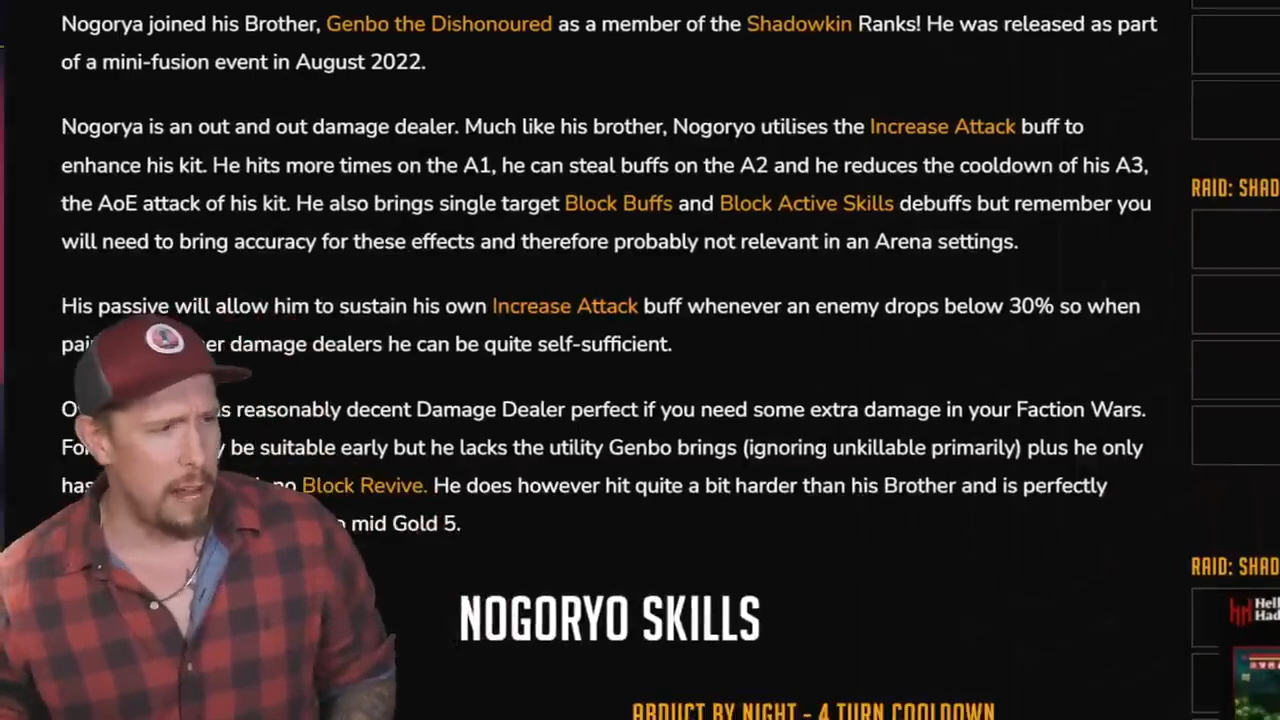 Nogorya joined his Brother, Genbo the Dishonoured as a member of the Shadowkin Ranks! He was released as part
of a mini-fusion event in August 2022.
Nogorya is an out and out damage dealer. Much like his brother, Nogoryo utilises the Increase Attack buff to
enhance his kit. He hits more times on the A1, he can steal buffs on the A2 and he reduces the cooldown of his A3,
the AoE attack of his kit. He also brings single target Block Buffs and Block Active Skills debuffs but remember you
will need to bring accuracy for these effects and therefore probably not relevant in an Arena settings.
His passive will allow him to sustain his own Increase Attack buff whenever an enemy drops below 30% so when
damage dealers he can be quite self-sufficient.
reasonably decent Damage Dealer perfect if you need some extra damage in your Faction Wars.
be suitable early but he lacks the utility Genbo brings (ignoring unkillable primarily) plus he only
has no Block Revive. He does however hit quite a bit harder than his Brother and is perfectly
mid Gold 5.
NOGORYO SKILLS
ABDUCT BY NIGHT - 4 TURN COOLDOWN
RAID: SHAD
RAID: SHAD
Hell
Had